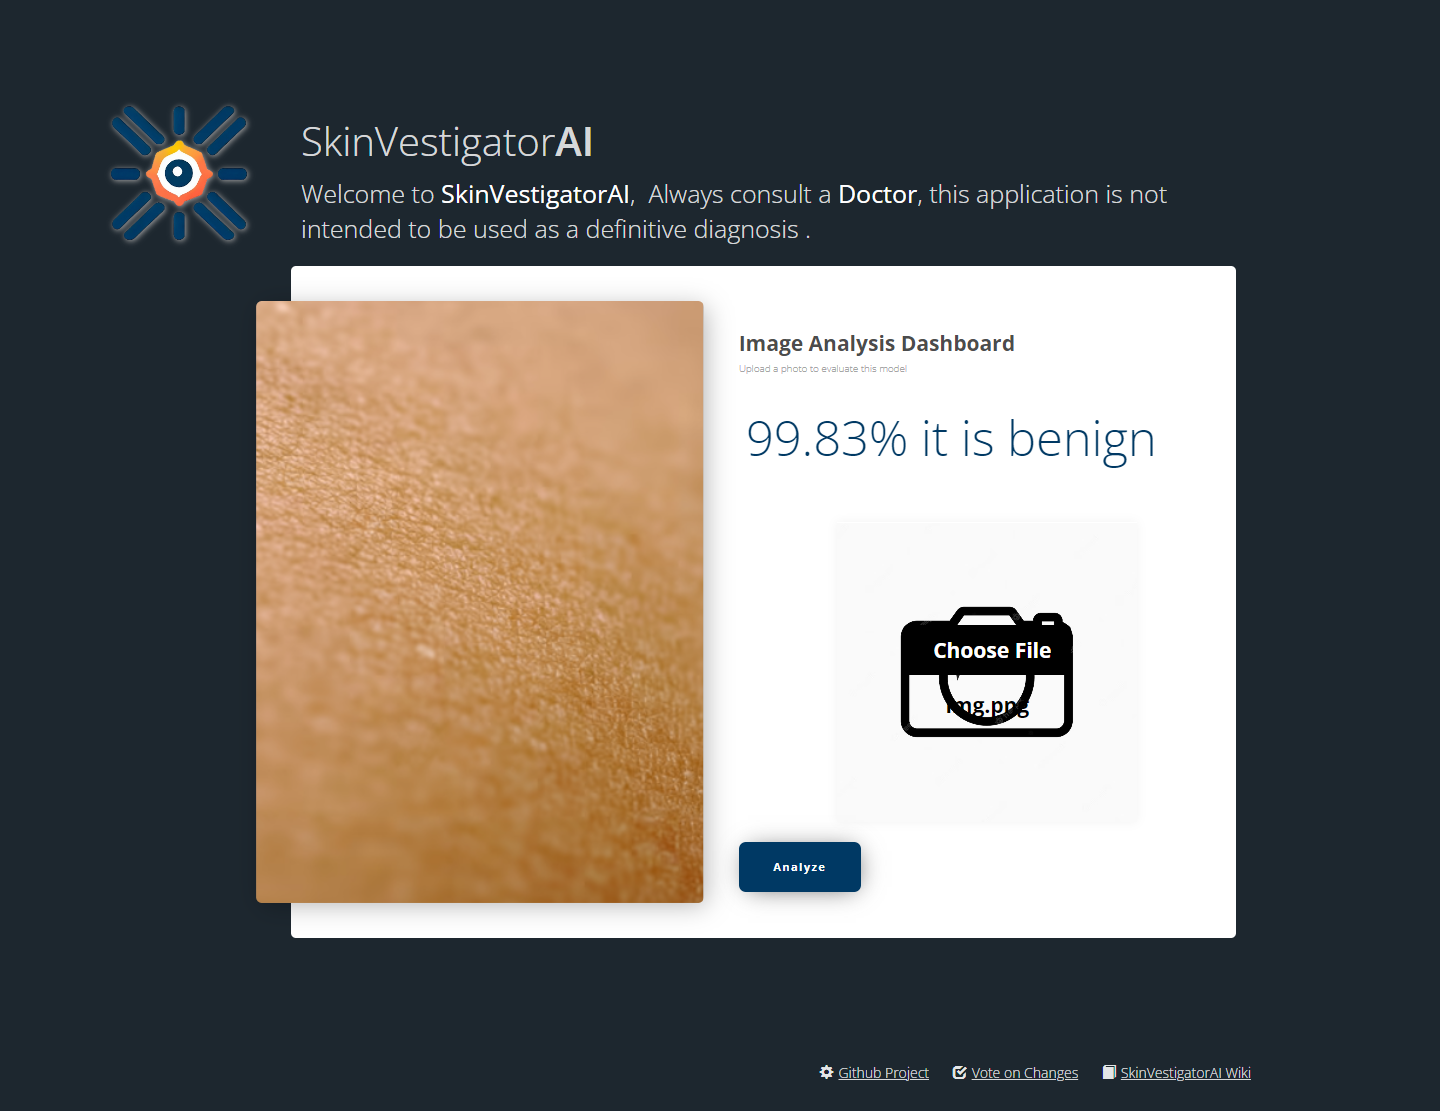 SkinVestigatorAI
Welcome to SkinVestigatorAI, Always consult a Doctor, this application is not
intended to be used as a definitive diagnosis .
Image Analysis Dashboard
Upload a photo to evaluate this model
99.83% it is benign
Choose File
img.png
Analyze
Github Project
Vote on Changes
SkinVestigatorAI Wiki